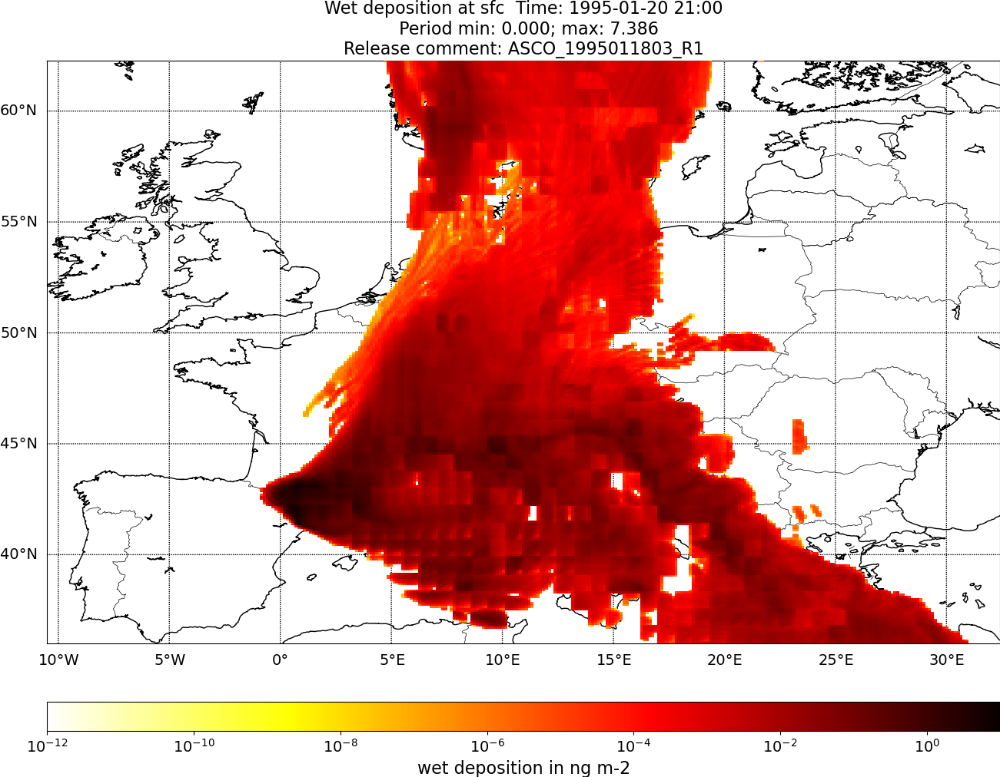 Wet deposition at sfc  Time: 1995-01-20 21:00
Period min: 0.000; max: 7.386
Release comment: ASCO_1995011803_R1
60°N
55°N
50°N
45°N
40°N
10°W 5°W 0° 5°E 10°E 15°E 20°E 25°E 30°E
10⁻¹² 10⁻¹⁰ 10⁻⁸ 10⁻⁶ 10⁻⁴ 10⁻² 10⁰
wet deposition in ng m-2